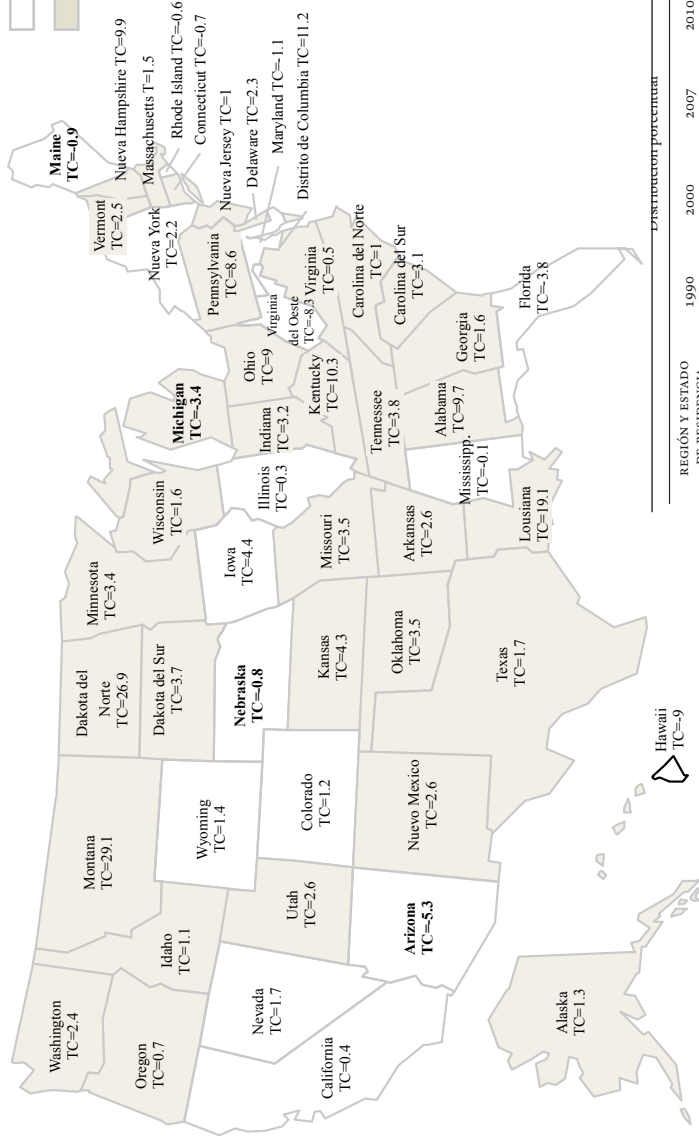 Washington
TC=2.4
Oregon
TC=0.7
California
TC=0.4
Nevada
TC=1.7
Idaho
TC=1.1
Montana
TC=29.1
Wyoming
TC=1.4
Utah
TC=2.6
Arizona
TC=-5.3
Colorado
TC=1.2
Nuevo Mexico
TC=2.6
Dakota del
Norte
TC=26.9
Dakota del Sur
TC=3.7
Nebraska
TC=-0.8
Kansas
TC=4.3
Oklahoma
TC=3.5
Texas
TC=1.7
Minnesota
TC=3.4
Iowa
TC=4.4
Missouri
TC=3.5
Arkansas
TC=2.6
Lousiana
TC=19.1
Wisconsin
TC=1.6
Illinois
TC=0.3
Michigan
TC=-3.4
Indiana
TC=3.2
Ohio
TC=9
Kentucky
TC=10.3
Tennessee
TC=3.8
Mississipp.
TC=-0.1
Alabama
TC=9.7
Georgia
TC=1.6
Florida
TC=-3.8
Carolina del Sur
TC=3.1
Carolina del Norte
TC=1
Virginia
TC=0.5
Virginia
del Oeste
TC=-8.3
Pennsylvania
TC=8.6
Nueva York
TC=2.2
Vermont
TC=2.5
Maine
TC=-0.9
Nueva Hampshire TC=9.9
Massachusetts T=1.5
Rhode Island TC=-0.6
Connecticut TC=-0.7
Nueva Jersey TC=1
Delaware TC=2.3
Maryland TC=-1.1
Distrito de Columbia TC=11.2
Alaska
TC=1.3
Hawaii
TC=-9
Distribución porcentual
REGIÓN Y ESTADO
DE RESIDENCIA
1990 2000 2007 2010